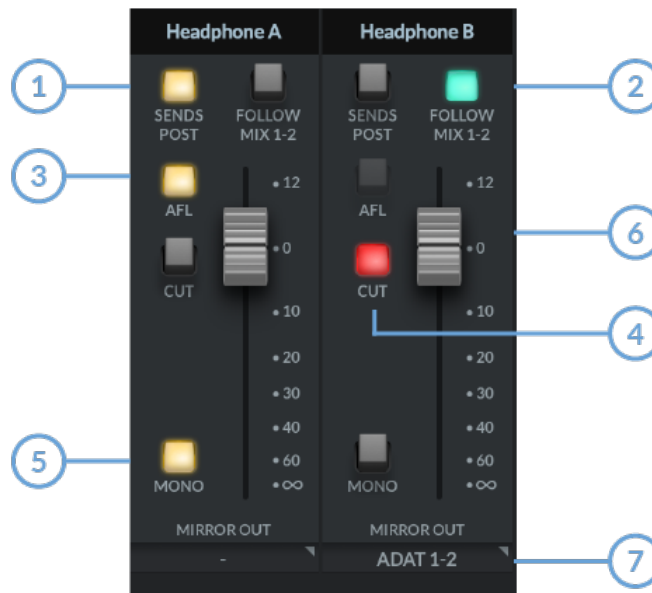 Headphone A Headphone B
1 2
SENDS POST FOLLOW MIX 1-2 SENDS POST FOLLOW MIX 1-2
3
AFL 12 AFL 12
6
0 0
CUT CUT
10 10
4
20 20
30 30
40 40
5
60 60
MONO ∞ MONO ∞
MIRROR OUT MIRROR OUT
- ADAT 1-2
7